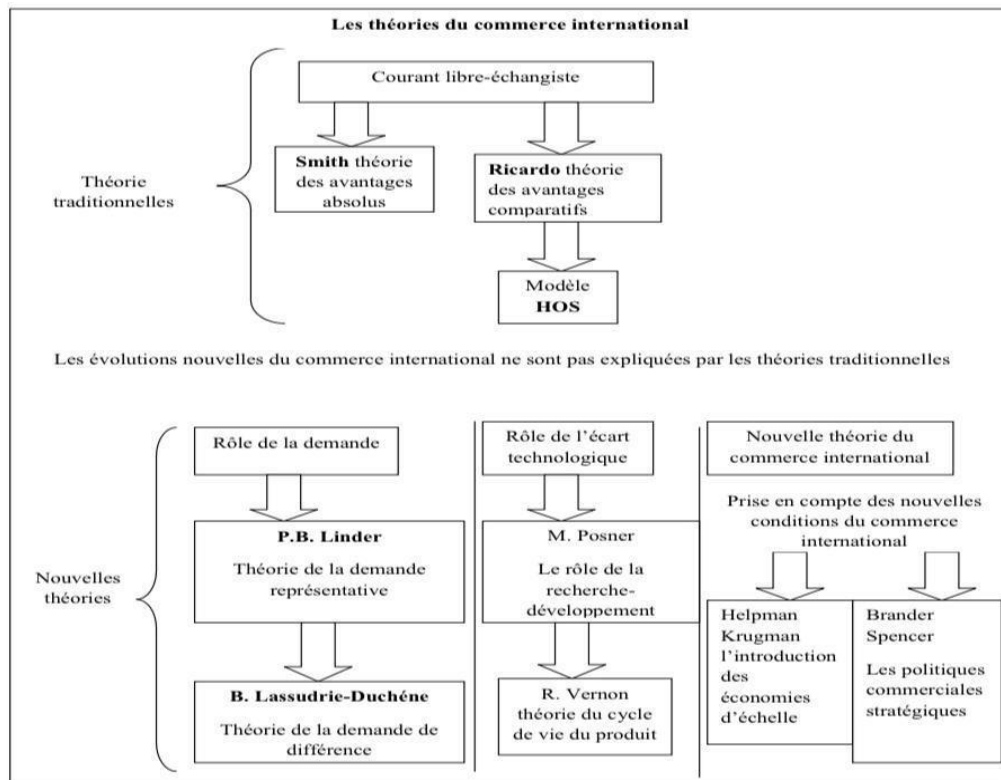 Les théories du commerce international
Courant libre-échangiste
Théorie
traditionnelles
Smith théorie
des avantages
absolus
Ricardo théorie
des avantages
comparatifs
Modèle
HOS
Les évolutions nouvelles du commerce international ne sont pas expliquées par les théories traditionnelles
Nouvelles
théories
Rôle de la demande
P.B. Linder
Théorie de la demande
représentative
B. Lassudrie-Duchéne
Théorie de la demande de
différence
Rôle de l’écart
technologique
M. Posner
Le rôle de la
recherche-
développement
R. Vernon
théorie du cycle
de vie du produit
Nouvelle théorie du
commerce international
Prise en compte des nouvelles
conditions du commerce
international
Helpman
Krugman
l’introduction
des
économies
d’échelle
Brander
Spencer
Les politiques
commerciales
stratégiques